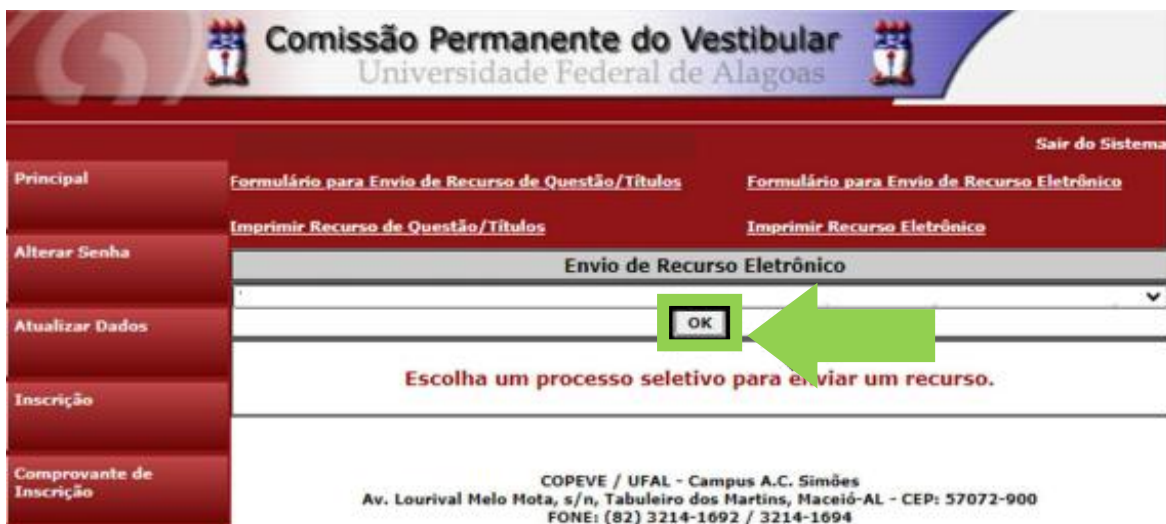 Comissão Permanente do Vestibular
Universidade Federal de Alagoas
Sair do Sistema
Principal
Formulário para Envio de Recurso de Questão/Títulos
Formulário para Envio de Recurso Eletrônico
Imprimir Recurso de Questão/Títulos
Imprimir Recurso Eletrônico
Alterar Senha
Envio de Recurso Eletrônico
Atualizar Dados
OK
Escolha um processo seletivo para enviar um recurso.
Inscrição
Comprovante de
Inscrição
COPEVE / UFAL - Campus A.C. Simões
Av. Lourival Melo Mota, s/n, Tabuleiro dos Martins, Maceió-AL - CEP: 57072-900
FONE: (82) 3214-1692 / 3214-1694